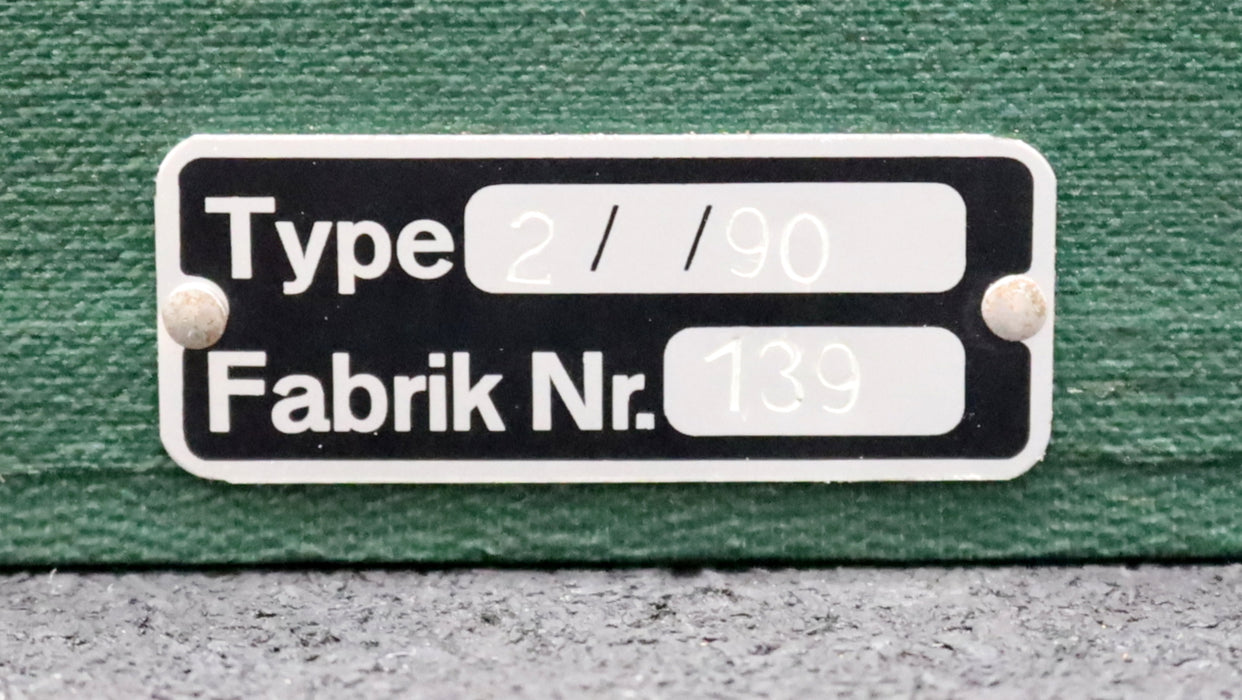 Type 2/ /90
Fabrik Nr. 139